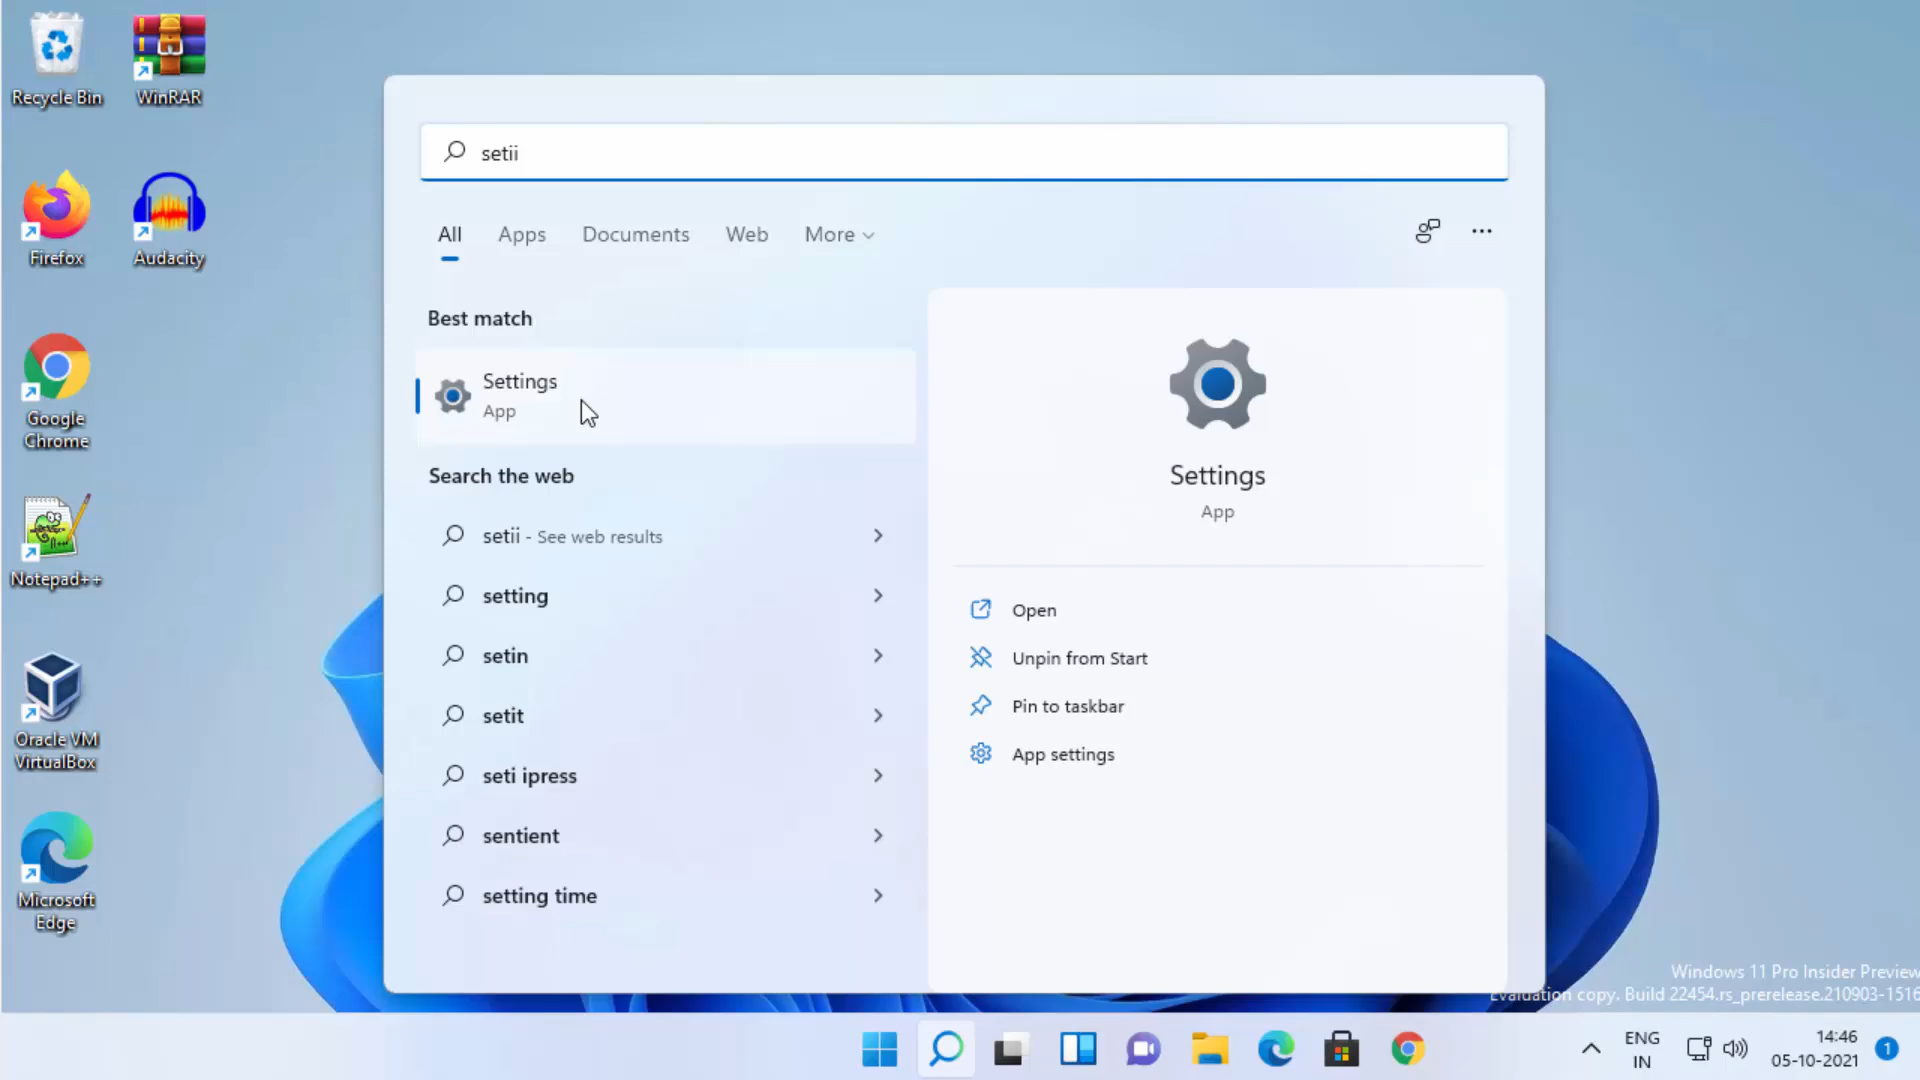 Recycle Bin
WinRAR
Firefox
Audacity
Google
Chrome
Notepad++
Oracle VM
VirtualBox
Microsoft
Edge
setii
All Apps Documents Web More
Best match
Settings
App
Search the web
setii - See web results
setting
setin
setit
seti ipress
sentient
setting time
Settings
App
Open
Unpin from Start
Pin to taskbar
App settings
Windows 11 Pro Insider Preview
Evaluation copy. Build 22454.rs_prerelease.210903-1516
ENG
IN
14:46
05-10-2021
1